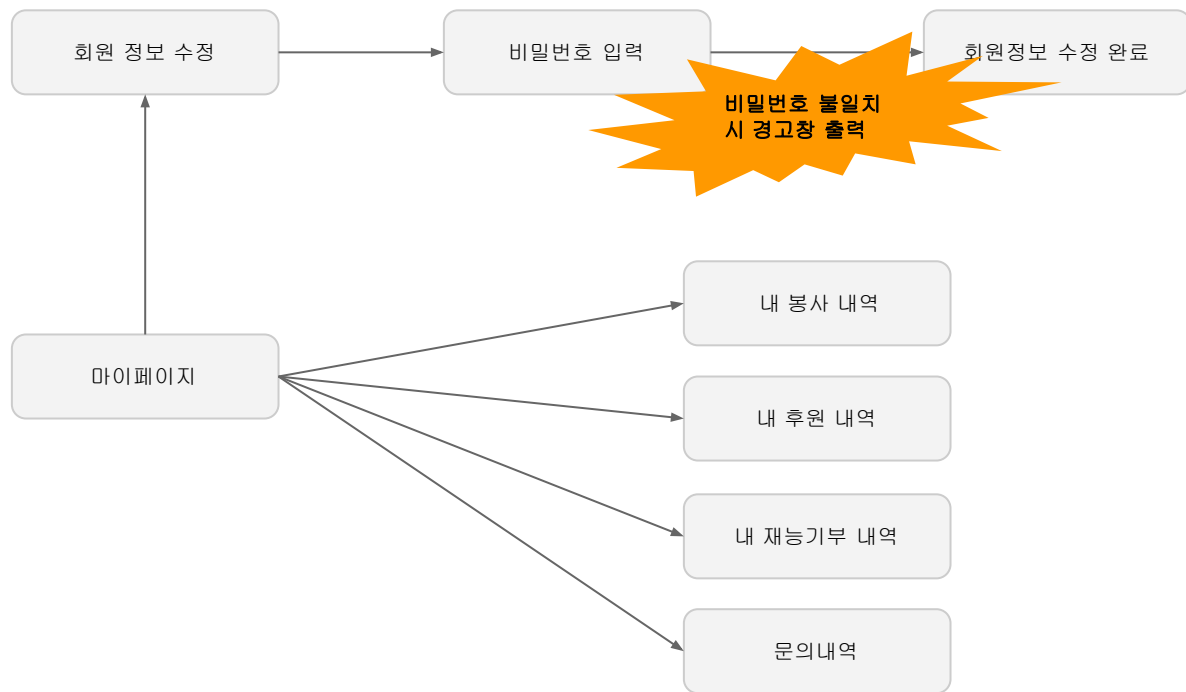 회원 정보 수정
비밀번호 입력
회원정보 수정 완료
비밀번호 불일치
시 경고창 출력
내 봉사 내역
마이페이지
내 후원 내역
내 재능기부 내역
문의내역